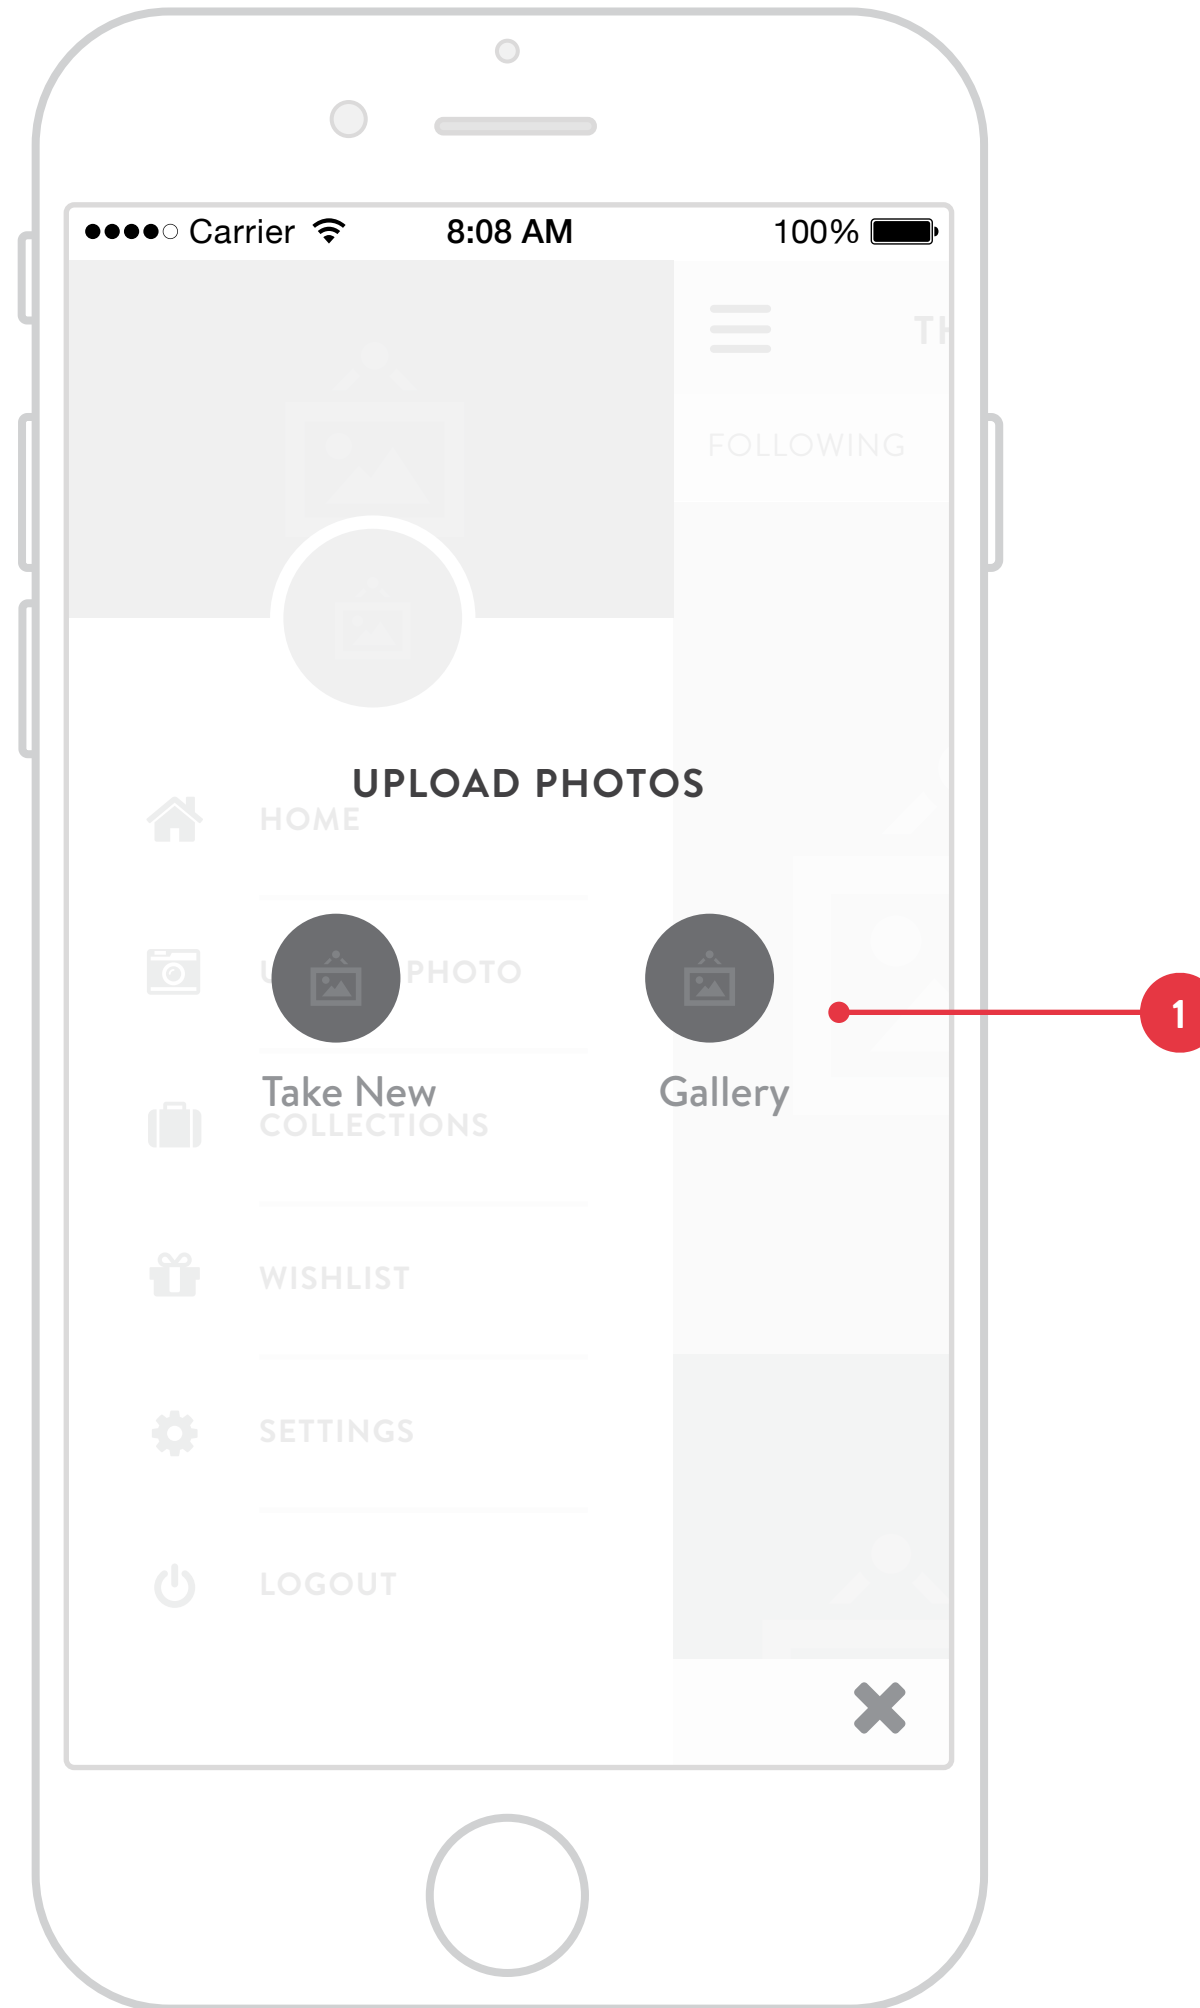 Carrier 8:08 AM 100%
TH
FOLLOWING
UPLOAD PHOTOS
HOME
PHOTO
1
Take New Gallery
COLLECTIONS
WISHLIST
SETTINGS
LOGOUT